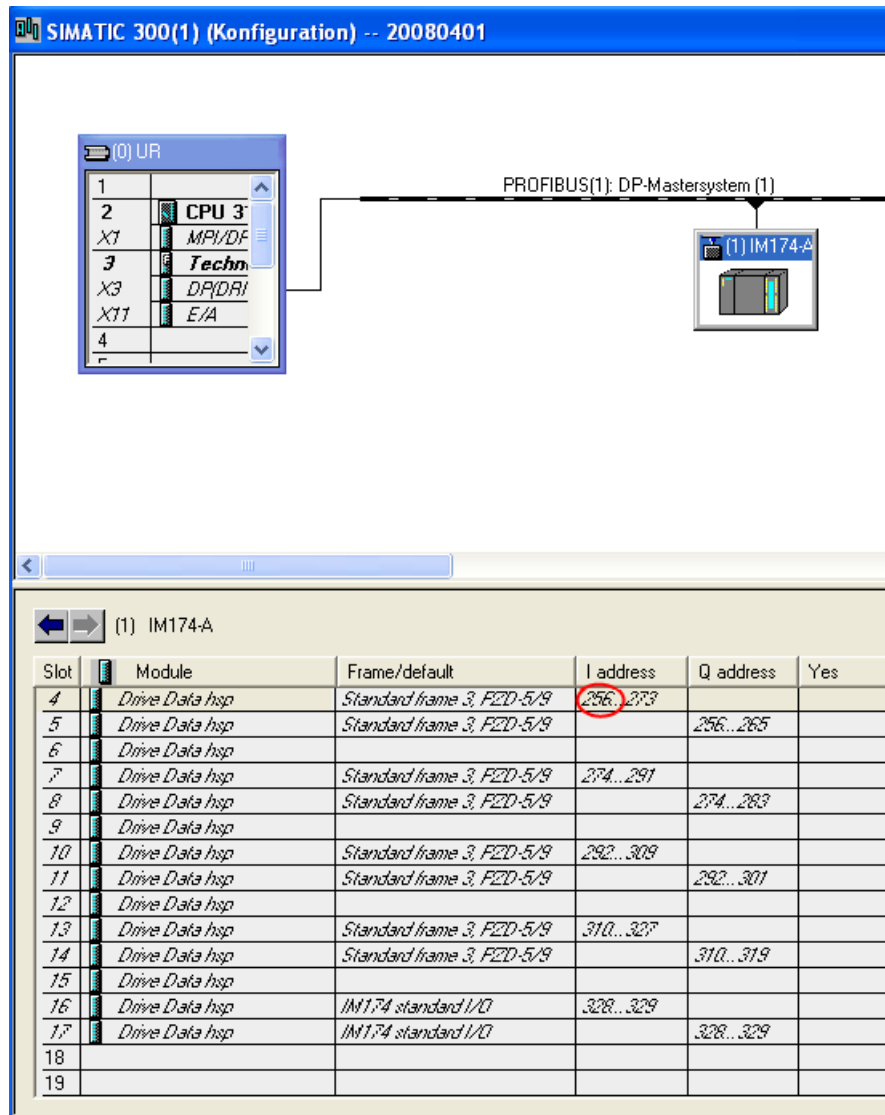 SIMATIC 300(1) (Konfiguration) -- 20080401
(0) UR
1
2 CPU 3
X1 MPI/DP
3 Techn
X3 DP(DRI
X11 E/A
4
PROFIBUS(1): DP-Mastersystem (1)
(1) IM174-A
(1) IM174-A
Slot Module Frame/default I address Q address Yes
4 Drive Data hsp Standard frame 3, PZD-5/9 256...273
5 Drive Data hsp Standard frame 3, PZD-5/9 256...265
6 Drive Data hsp
7 Drive Data hsp Standard frame 3, PZD-5/9 274...291
8 Drive Data hsp Standard frame 3, PZD-5/9 274...283
9 Drive Data hsp
10 Drive Data hsp Standard frame 3, PZD-5/9 292...309
11 Drive Data hsp Standard frame 3, PZD-5/9 292...301
12 Drive Data hsp
13 Drive Data hsp Standard frame 3, PZD-5/9 310...327
14 Drive Data hsp Standard frame 3, PZD-5/9 310...319
15 Drive Data hsp
16 Drive Data hsp IM174 standard I/O 328...329
17 Drive Data hsp IM174 standard I/O 328...329
18
19